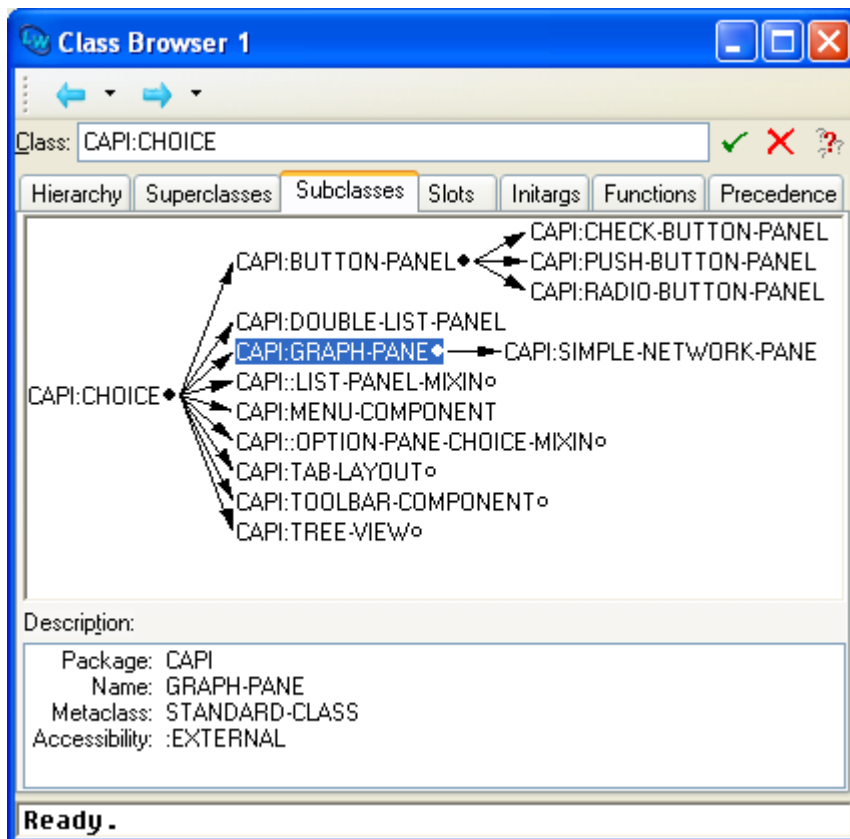 Class Browser 1
Class: CAPI:CHOICE
Hierarchy Superclasses Subclasses Slots Initargs Functions Precedence
CAPI:CHECK-BUTTON-PANEL
CAPI:BUTTON-PANEL CAPI:PUSH-BUTTON-PANEL
CAPI:RADIO-BUTTON-PANEL
CAPI:DOUBLE-LIST-PANEL
CAPI:GRAPH-PANE CAPI:SIMPLE-NETWORK-PANE
CAPI::LIST-PANEL-MIXIN
CAPI:CHOICE
CAPI:MENU-COMPONENT
CAPI::OPTION-PANE-CHOICE-MIXIN
CAPI:TAB-LAYOUT
CAPI:TOOLBAR-COMPONENT
CAPI:TREE-VIEW
Description:
Package: CAPI
Name: GRAPH-PANE
Metaclass: STANDARD-CLASS
Accessibility: :EXTERNAL
Ready.